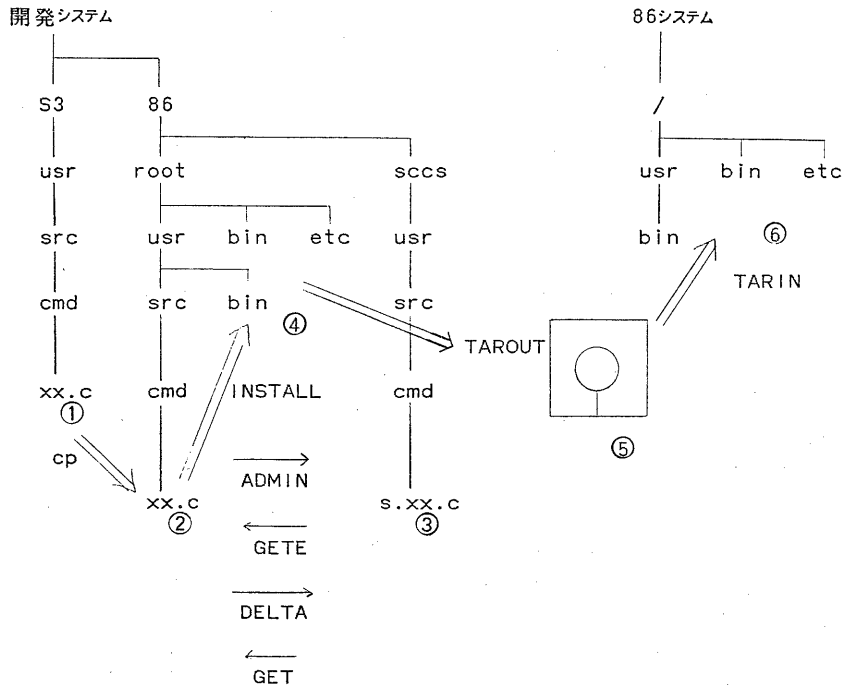 開発システム 86システム
S3 86 /
usr root sccs usr bin etc
src usr bin etc usr bin ⑥
cmd src bin src TARIN
④
TAROUT
xx.c cmd INSTALL cmd
①
⑤
cp
ADMIN
xx.c s.xx.c
② ③
GETE
DELTA
GET